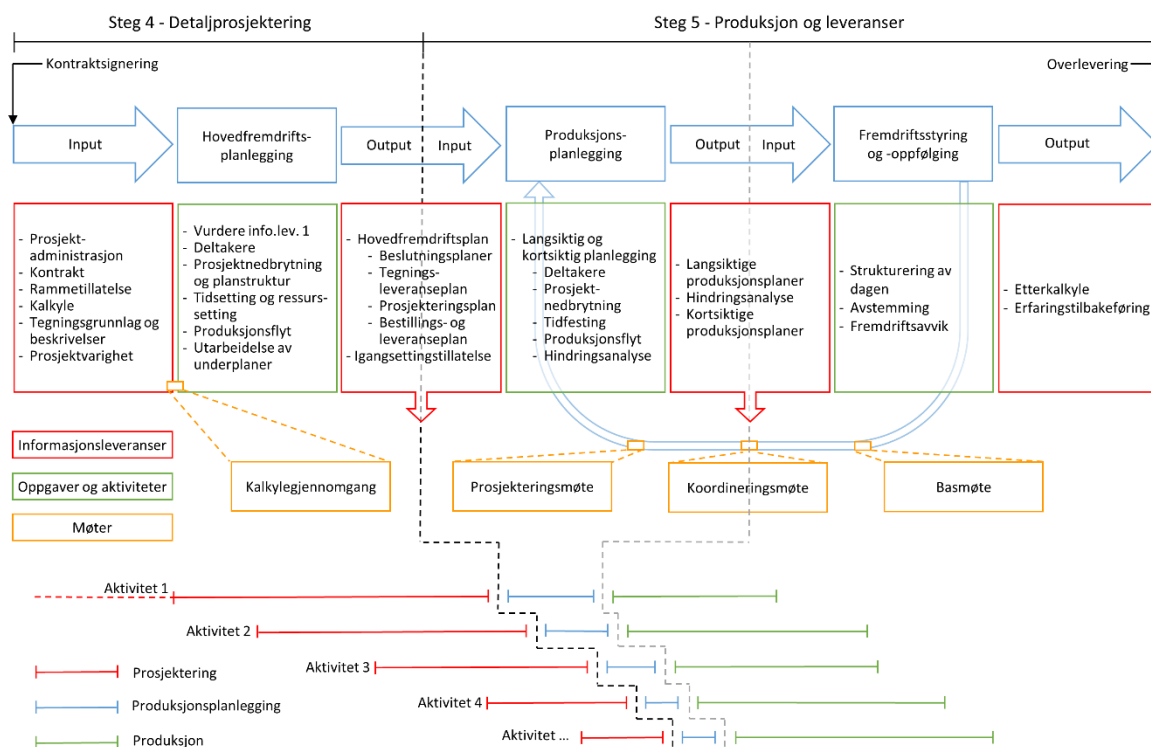 Steg 4 - Detaljprosjektering
Steg 5 - Produksjon og leveranser
Kontraktsignering
Overlevering
Input
Hovedfremdrifts-
planlegging
Output
Input
Produksjons-
planlegging
Output
Input
Fremdriftsstyring
og -oppfølging
Output
- Prosjekt-
administrasjon
- Kontrakt
- Rammetillatelse
- Kalkyle
- Tegningsgrunnlag og
beskrivelser
- Prosjektvarighet
- Vurdere info.lev. 1
- Deltakere
- Prosjektnedbrytning
og planstruktur
- Tidsetting og ressurs-
setting
- Produksjonsflyt
- Utarbeidelse av
underplaner
- Hovedfremdriftsplan
- Beslutningsplaner
- Tegnings-
leveranseplan
- Prosjekteringsplan
- Bestillings- og
leveranseplan
- Igangsettingstillatelse
- Langsiktig og
kortsiktig planlegging
- Deltakere
- Prosjekt-
nedbrytning
- Tidfesting
- Produksjonsflyt
- Hindringsanalyse
- Langsiktige
produksjonsplaner
- Hindringsanalyse
- Kortsiktige
produksjonsplaner
- Strukturering av
dagen
- Avstemming
- Fremdriftsavvik
- Etterkalkyle
- Erfaringstilbakeføring
Informasjonsleveranser
Oppgaver og aktiviteter
Møter
Kalkylegjennomgang
Prosjekteringsmøte
Koordineringsmøte
Basmøte
Aktivitet 1
Aktivitet 2
Aktivitet 3
Aktivitet 4
Aktivitet ...
Prosjektering
Produksjonsplanlegging
Produksjon